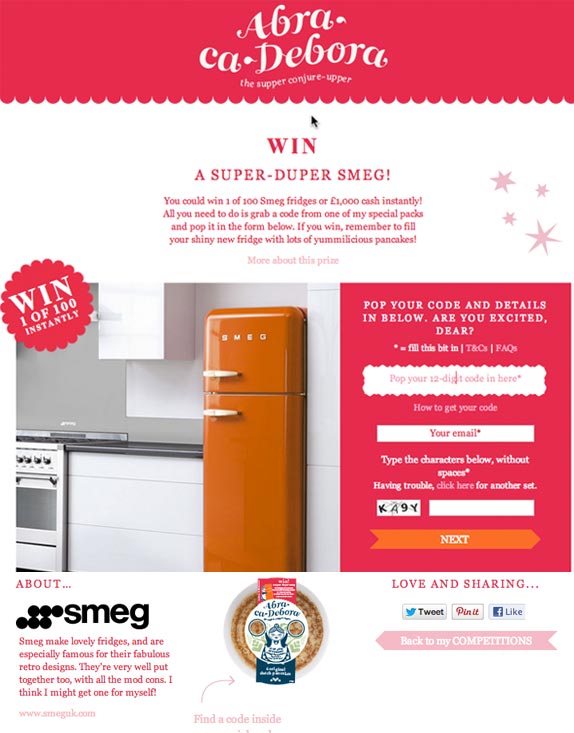 Abra-
ca-Debora
the supper conjure-upper
WIN
A SUPER-DUPER SMEG!
You could win 1 of 100 Smeg fridges or £1,000 cash instantly!
All you need to do is grab a code from one of my special packs
and pop it in the form below. If you win, remember to fill
your shiny new fridge with lots of yummilicious pancakes!
More about this prize
WIN
1 OF 100
INSTANTLY
SMEG
POP YOUR CODE AND DETAILS
IN BELOW. ARE YOU EXCITED,
DEAR?
* = fill this bit in | T&Cs | FAQs
Pop your 12-digit code in here*
How to get your code
Your email*
Type the characters below, without
spaces*
Having trouble, click here for another set.
KA9Y
NEXT
ABOUT...
smeg
Smeg make lovely fridges, and are
especially famous for their fabulous
retro designs. They're very well put
together too, with all the mod cons. I
think I might get one for myself!
www.smeguk.com
win!
Abra-
ca-Debora
6 original
dutch pancakes
Find a code inside
LOVE AND SHARING...
Tweet
Pin it
Like
Back to my COMPETITIONS